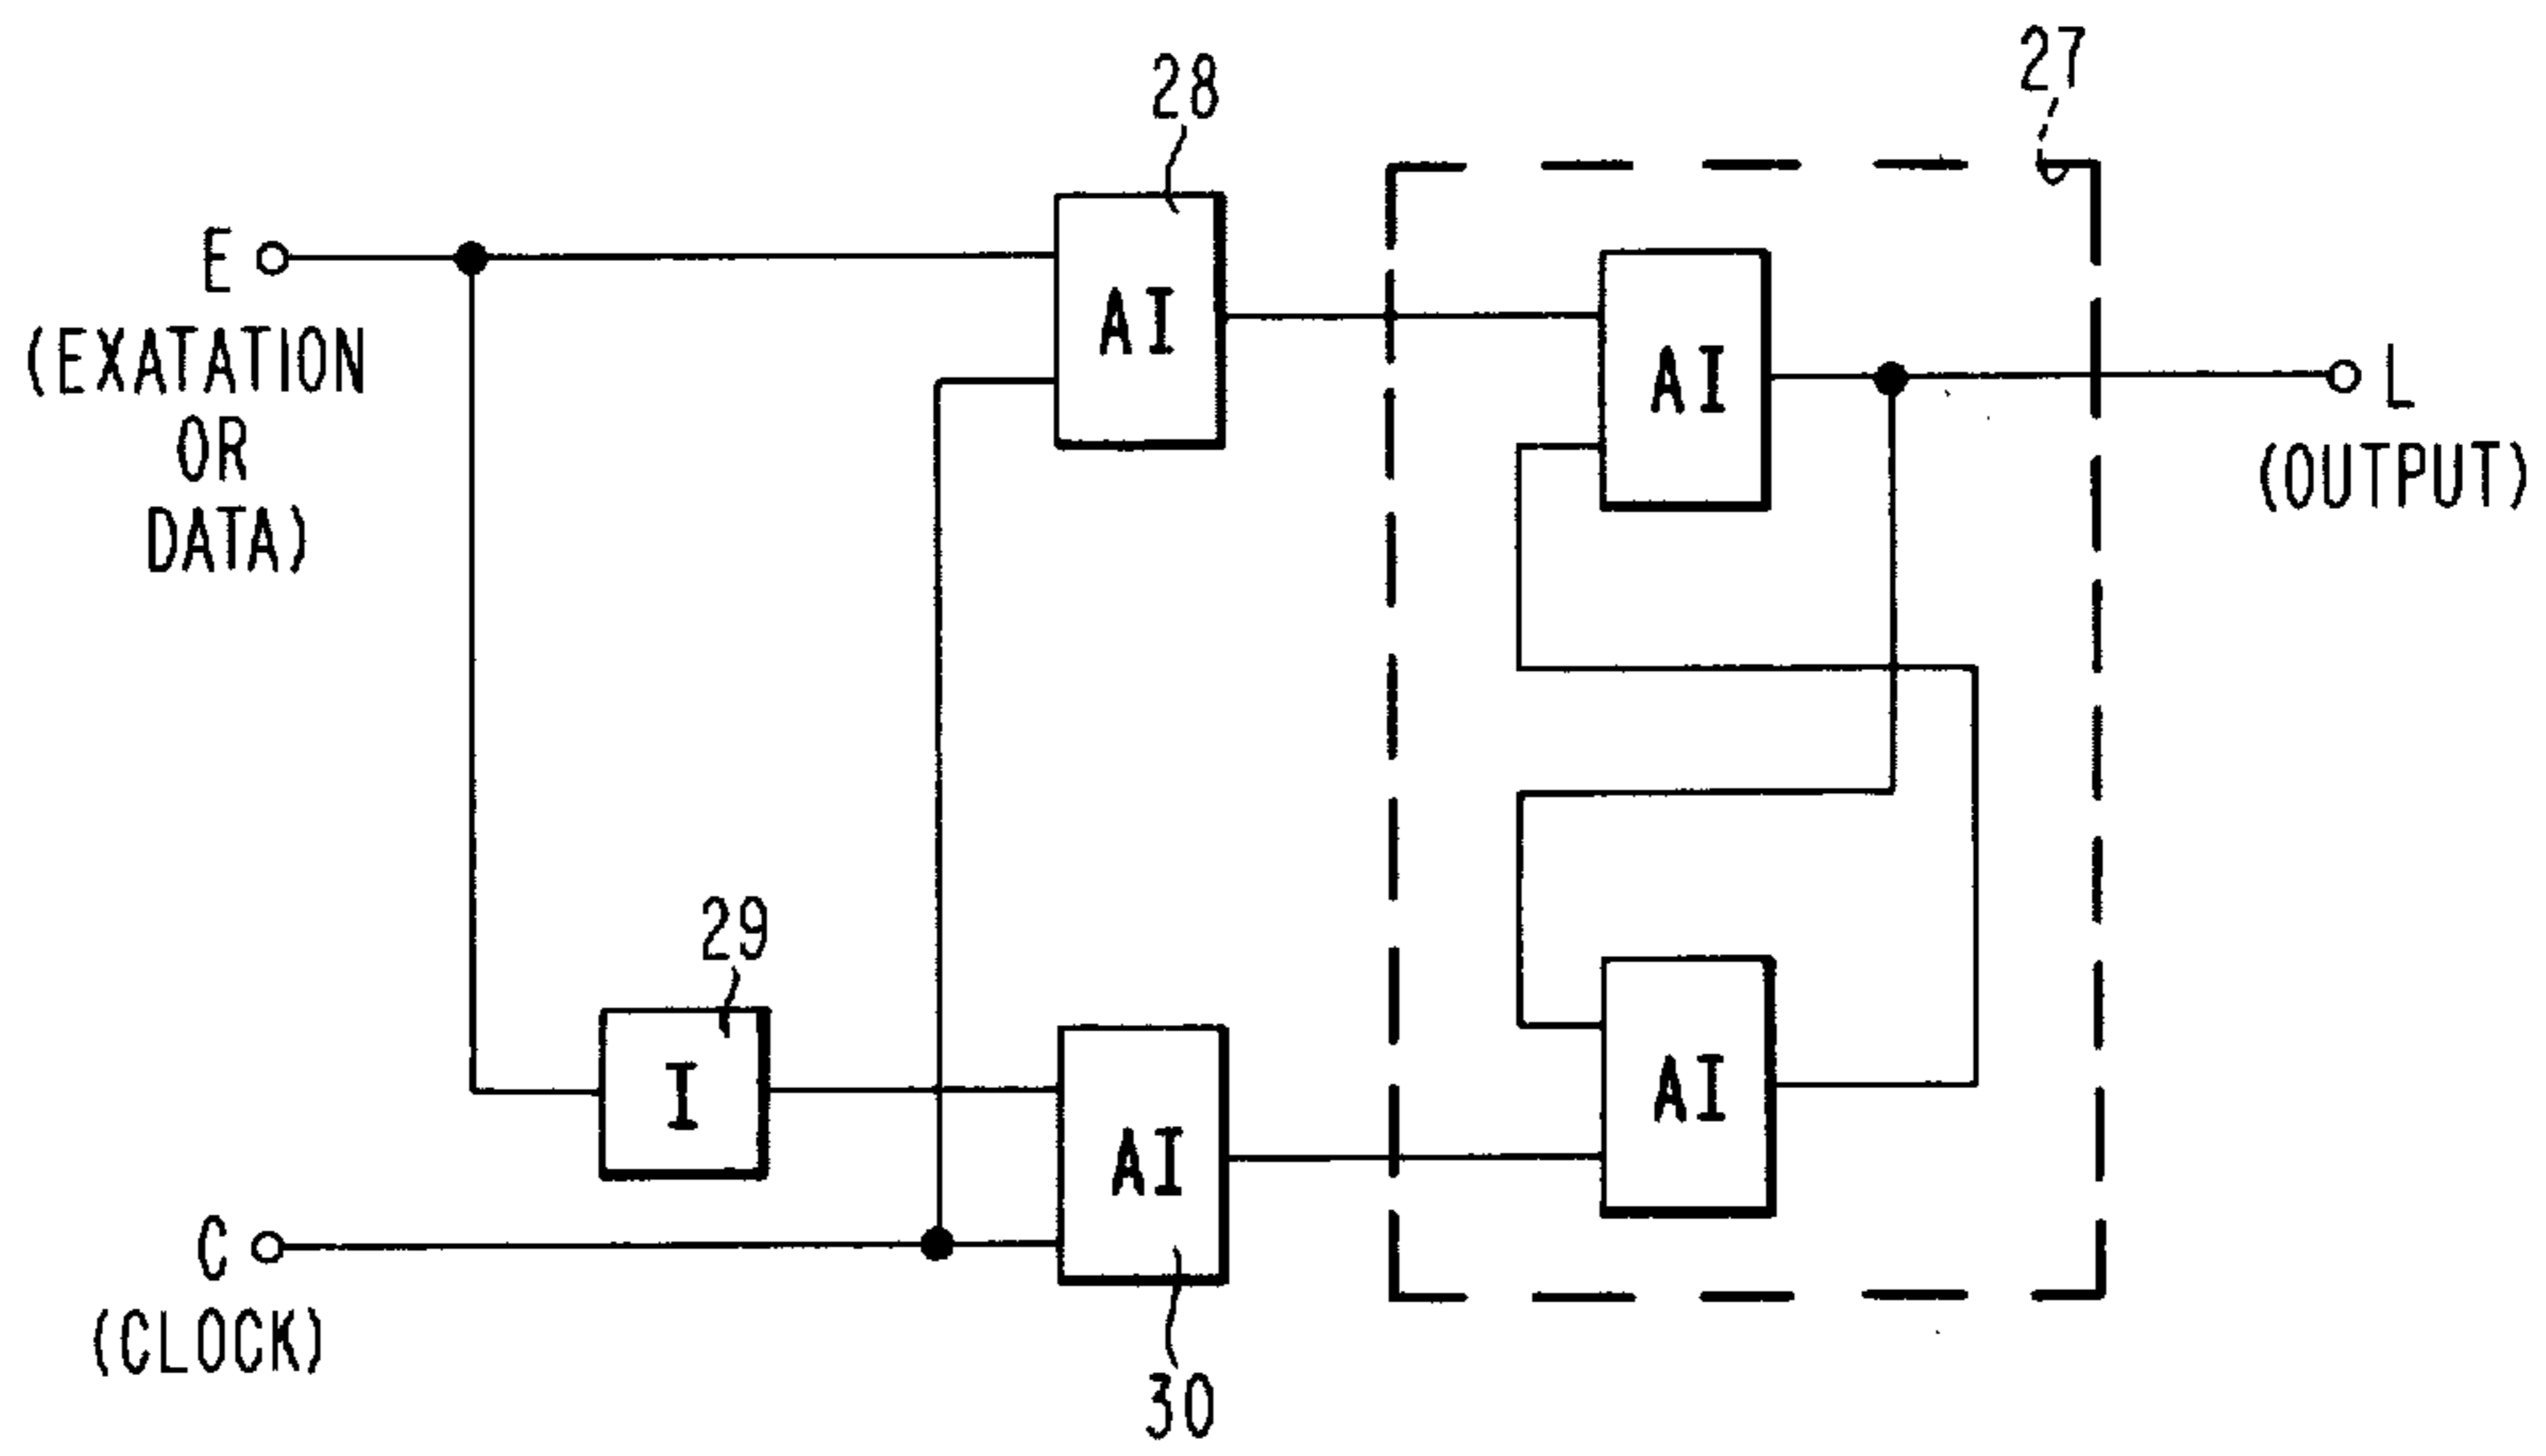 28
27
E
(EXATATION
OR
DATA)
AI
AI
L
(OUTPUT)
29
I
AI
AI
C
(CLOCK)
30